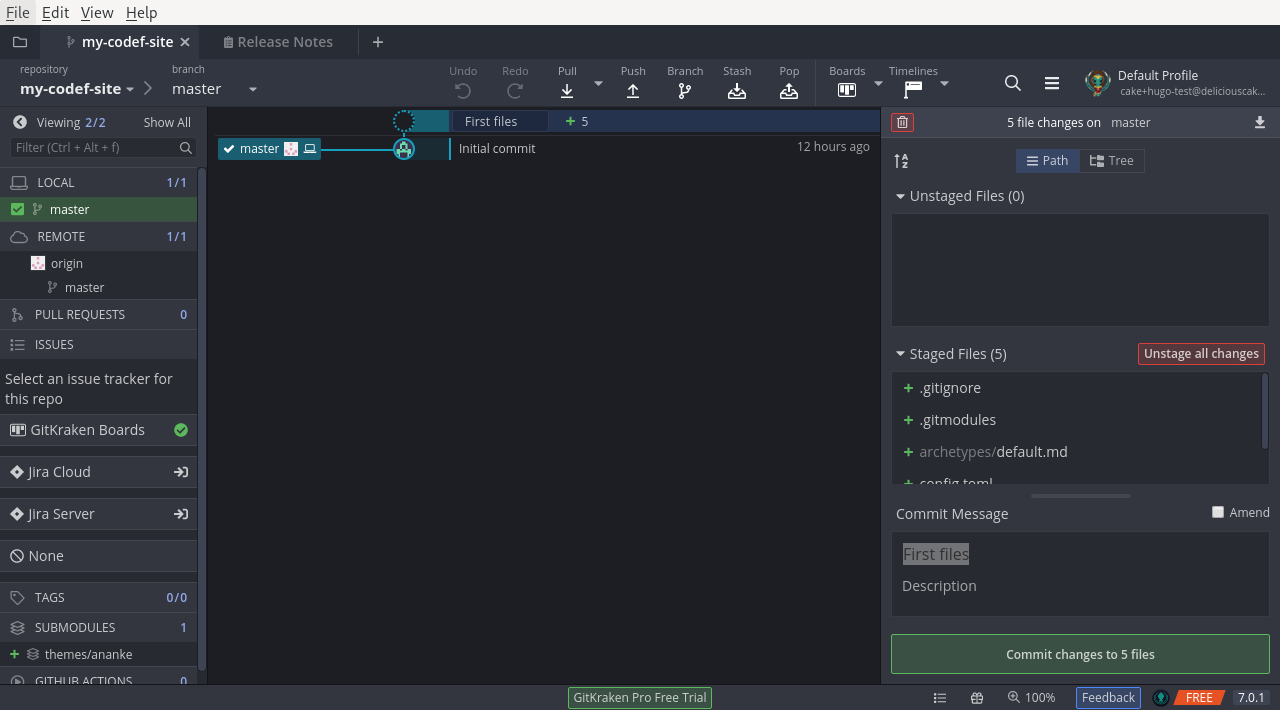 File Edit View Help
my-codef-site
Release Notes
repository
my-codef-site
branch
master
Undo
Redo
Pull
Push
Branch
Stash
Pop
Boards
Timelines
Default Profile
cake+hugo-test@deliciouscak...
Viewing 2/2
Show All
Filter (Ctrl + Alt + f)
LOCAL 1/1
master
REMOTE 1/1
origin
master
PULL REQUESTS 0
ISSUES
Select an issue tracker for
this repo
GitKraken Boards
Jira Cloud
Jira Server
None
TAGS 0/0
SUBMODULES 1
themes/ananke
GITHUB ACTIONS 0
First files + 5
master Initial commit 12 hours ago
5 file changes on master
Path Tree
Unstaged Files (0)
Staged Files (5)
Unstage all changes
+ .gitignore
+ .gitmodules
+ archetypes/default.md
+ config.toml
Commit Message
Amend
First files
Description
Commit changes to 5 files
GitKraken Pro Free Trial
100%
Feedback
FREE
7.0.1